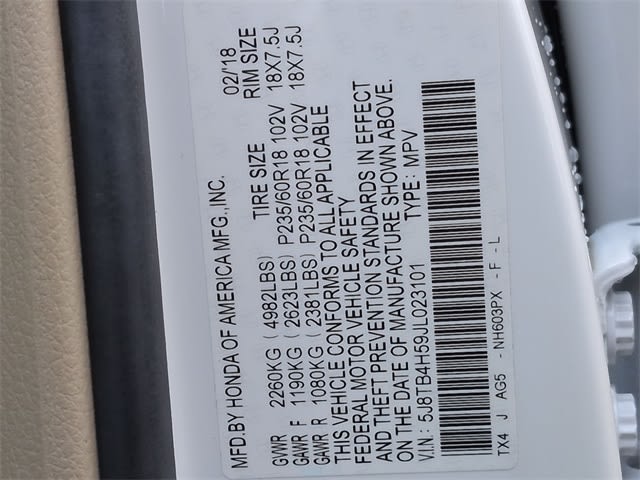 MFD.BY HONDA OF AMERICA MFG.,INC. 02/18
TIRE SIZE RIM SIZE
GVWR 2260KG ( 4982LBS)
GAWR F 1190KG ( 2623LBS) P235/60R18 102V 18X7.5J
GAWR R 1080KG ( 2381LBS) P235/60R18 102V 18X7.5J
THIS VEHICLE CONFORMS TO ALL APPLICABLE
FEDERAL MOTOR VEHICLE SAFETY
AND THEFT PREVENTION STANDARDS IN EFFECT
ON THE DATE OF MANUFACTURE SHOWN ABOVE.
V.I.N.: 5J8TB4H59JL023101 TYPE: MPV
TX4 J AG5 - NH603PX - F - L